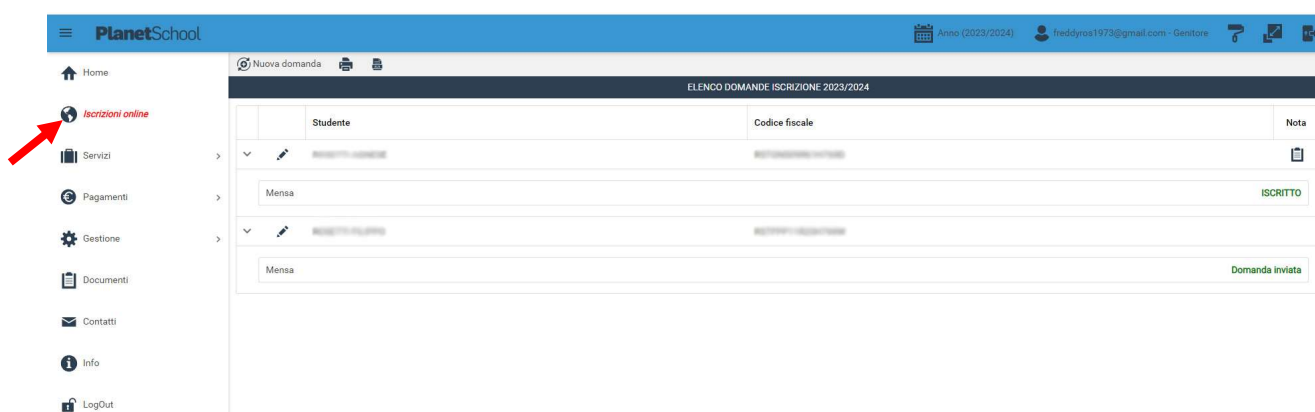 PlanetSchool
Anno (2023/2024)
freddyros1973@gmail.com - Genitore
Home
Iscrizioni online
Servizi
Pagamenti
Gestione
Documenti
Contatti
Info
LogOut
Nuova domanda
ELENCO DOMANDE ISCRIZIONE 2023/2024
Studente Codice fiscale Nota
Mensa ISCRITTO
Mensa Domanda inviata